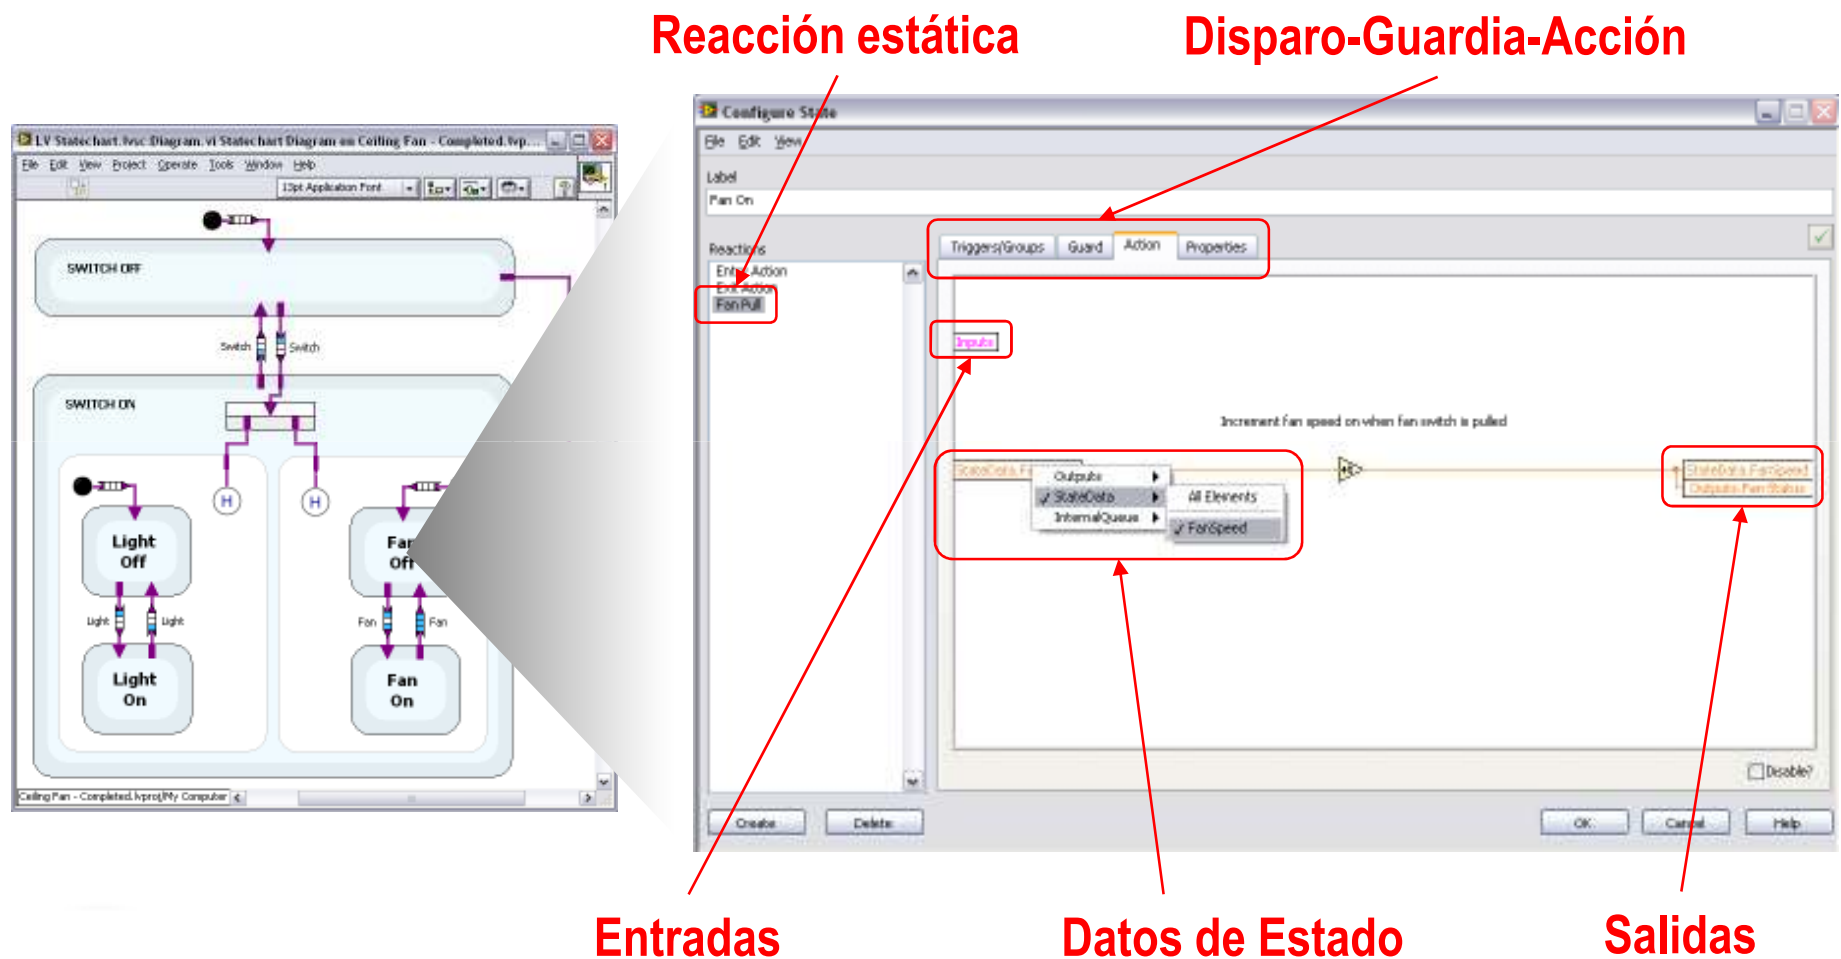 Reacción estática
Disparo-Guardia-Acción
LV Statechart.lvsc:Diagram.vi Statechart Diagram on Ceiling Fan - Completed.lvp...
File Edit View Project Operate Tools Window Help
13pt Application Font
SWITCH OFF
Switch
Switch
SWITCH ON
H
H
Light
Off
Fan
Off
Light
Light
Fan
Fan
Light
On
Fan
On
Ceiling Fan - Completed.lvproj/My Computer
Configure State
File Edit View
Label
Fan On
Reactions
Entry Action
Exit Action
Fan Pull
Triggers/Groups
Guard
Action
Properties
Inputs
Increment fan speed on when fan switch is pulled
Outputs
StateData
InternalQueue
All Elements
FanSpeed
StateData.FanSpeed
Outputs.Fan Status
Disable?
Create
Delete
OK
Cancel
Help
Entradas
Datos de Estado
Salidas